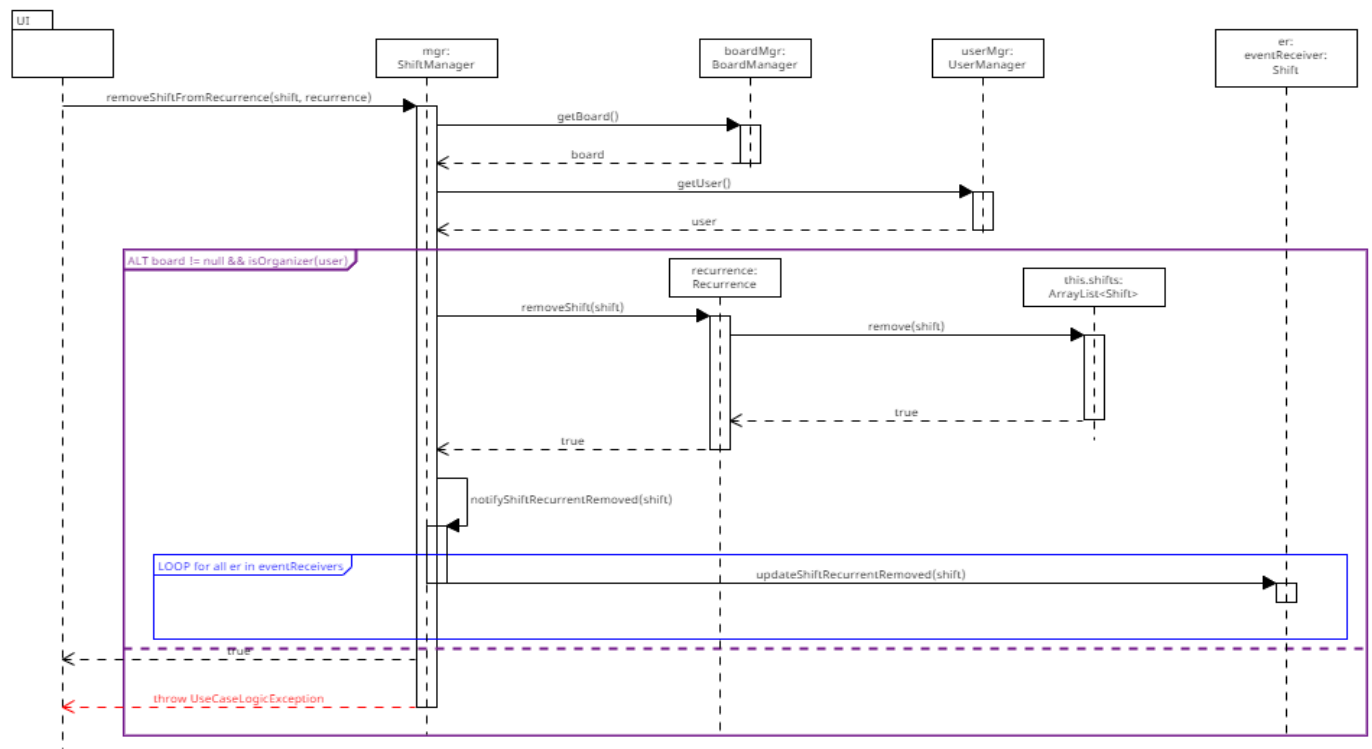 UI
mgr:
ShiftManager
boardMgr:
BoardManager
userMgr:
UserManager
er:
eventReceiver:
Shift
removeShiftFromRecurrence(shift, recurrence)
getBoard()
board
getUser()
user
ALT board != null && isOrganizer(user)
recurrence:
Recurrence
this.shifts:
ArrayList<Shift>
removeShift(shift)
remove(shift)
true
true
notifyShiftRecurrentRemoved(shift)
LOOP for all er in eventReceivers
updateShiftRecurrentRemoved(shift)
true
throw UseCaseLogicException